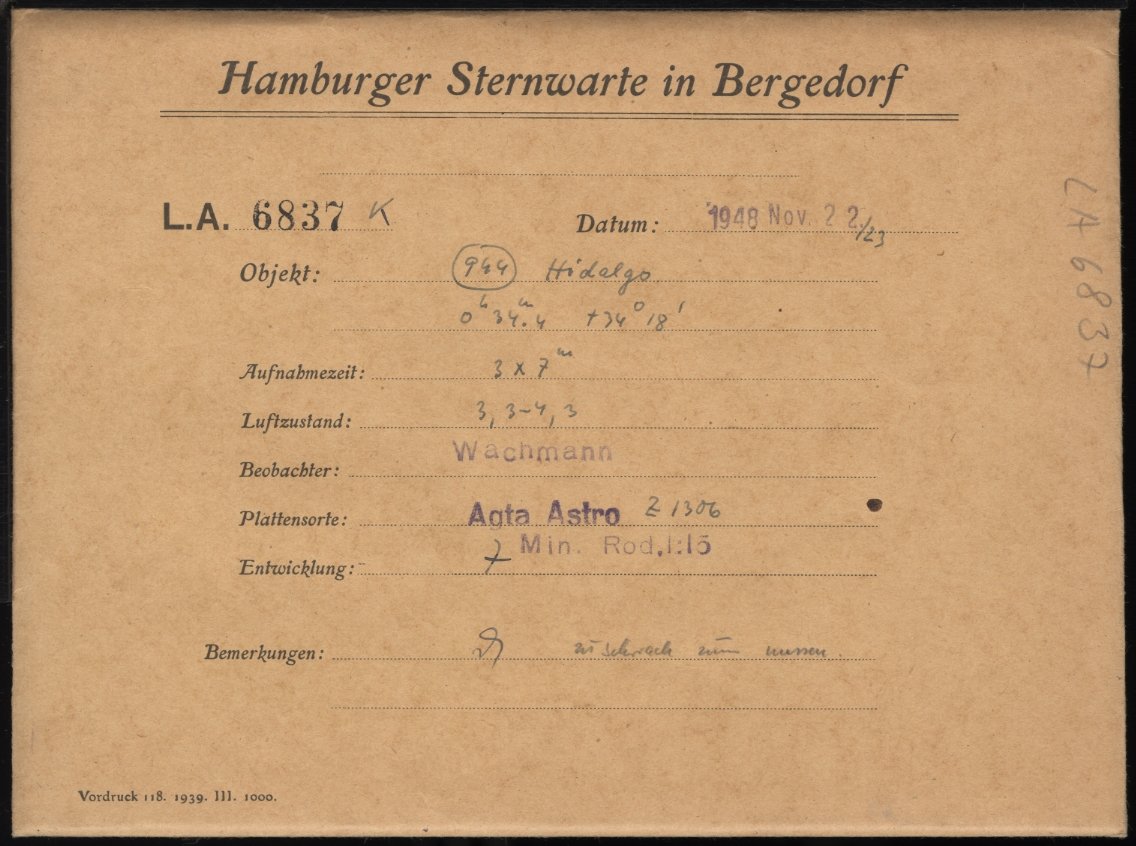 Hamburger Sternwarte in Bergedorf
L.A. 6837 K
Datum: 1948 Nov. 22/23
Objekt: 944 Hidalgo
0h 34m.4 +34° 18'
Aufnahmezeit: 3 x 7m
Luftzustand: 3, 3-4, 3
Beobachter: Wachmann
Plattensorte: Agfa Astro Z 1306
Entwicklung: 7 Min. Rod. 1:15
Bemerkungen: zu schwach zum messen.
Vordruck 118. 1939. III. 1000.
LA 6837